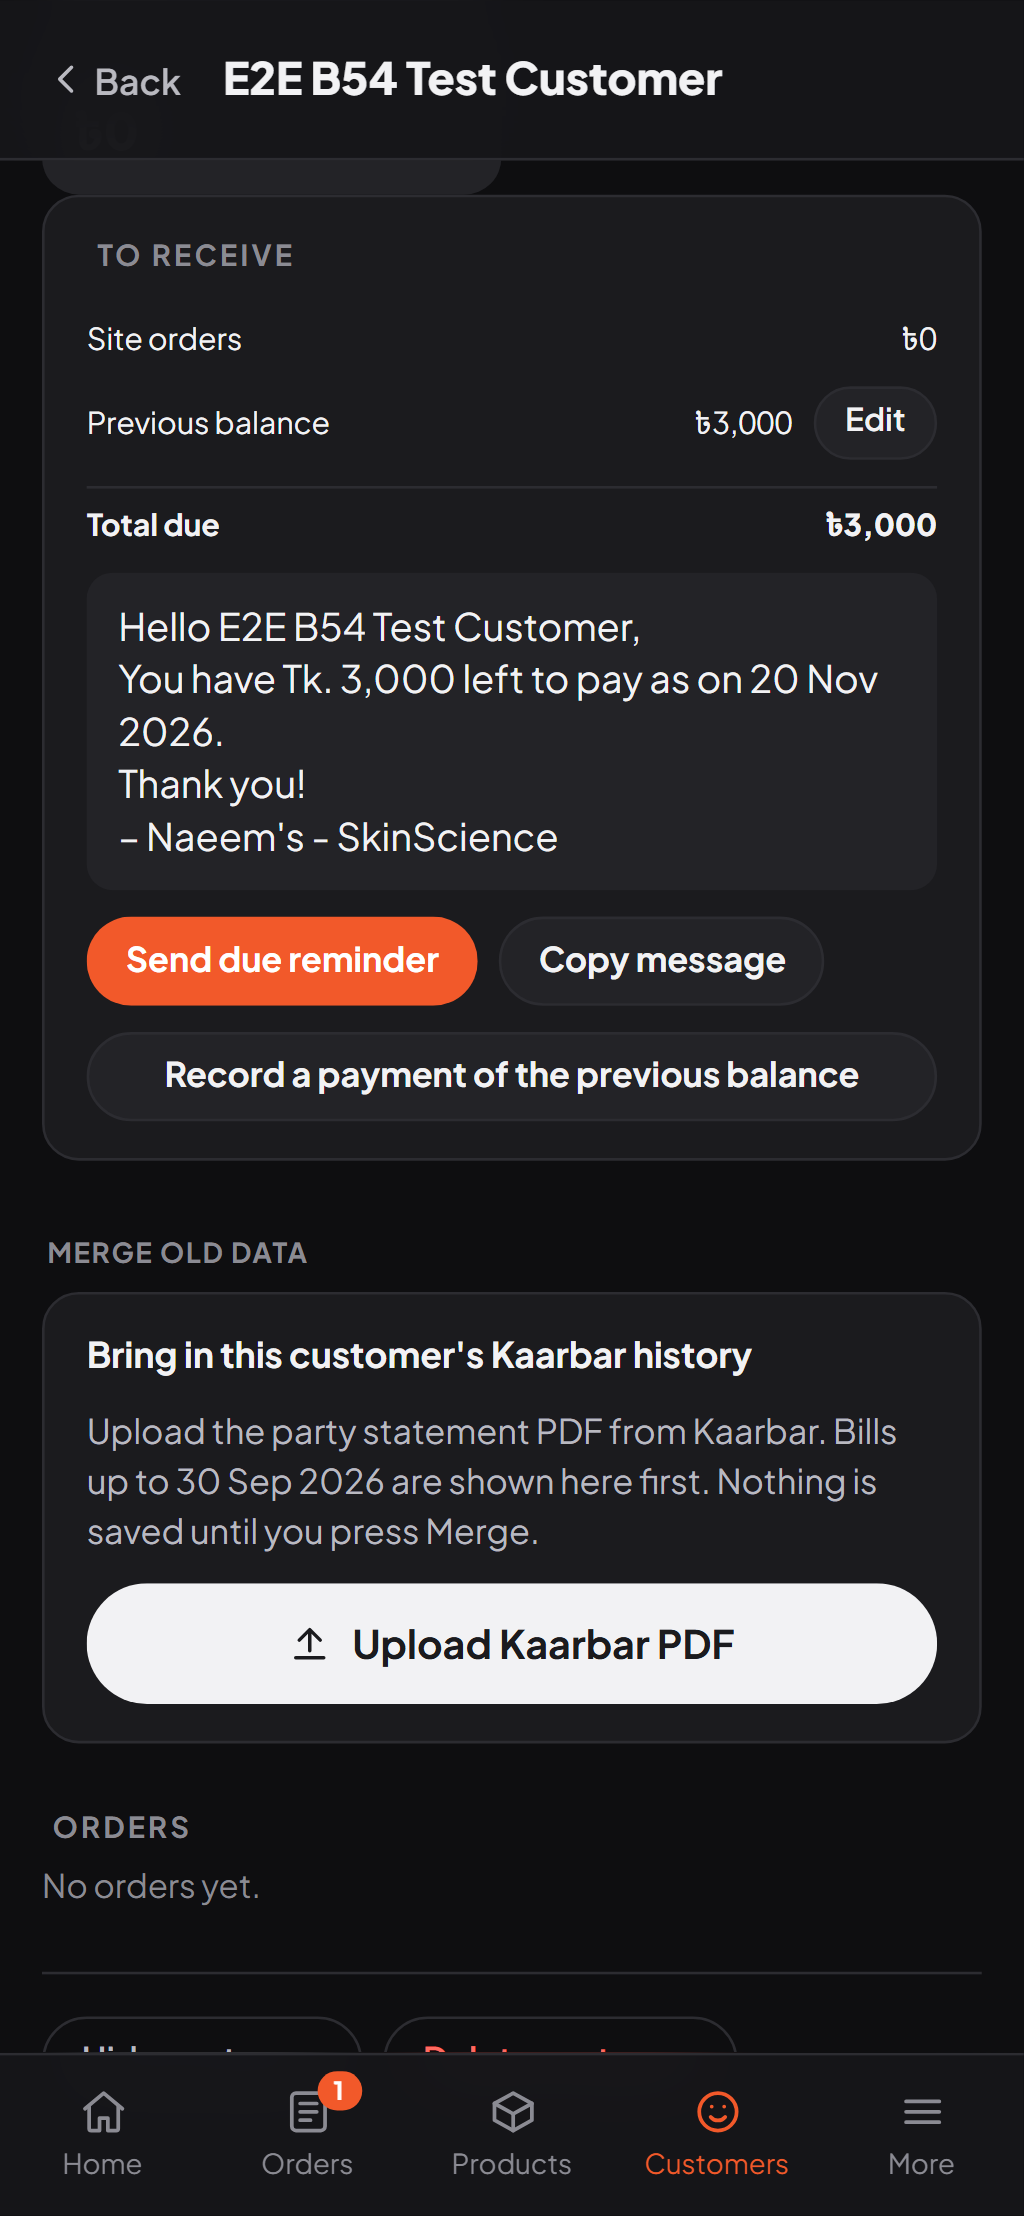 Back
E2E B54 Test Customer
TO RECEIVE
Site orders
৳0
Previous balance
৳3,000
Edit
Total due
৳3,000
Hello E2E B54 Test Customer,
You have Tk. 3,000 left to pay as on 20 Nov
2026.
Thank you!
– Naeem's - SkinScience
Send due reminder
Copy message
Record a payment of the previous balance
MERGE OLD DATA
Bring in this customer's Kaarbar history
Upload the party statement PDF from Kaarbar. Bills
up to 30 Sep 2026 are shown here first. Nothing is
saved until you press Merge.
Upload Kaarbar PDF
ORDERS
No orders yet.
1
Home
Orders
Products
Customers
More